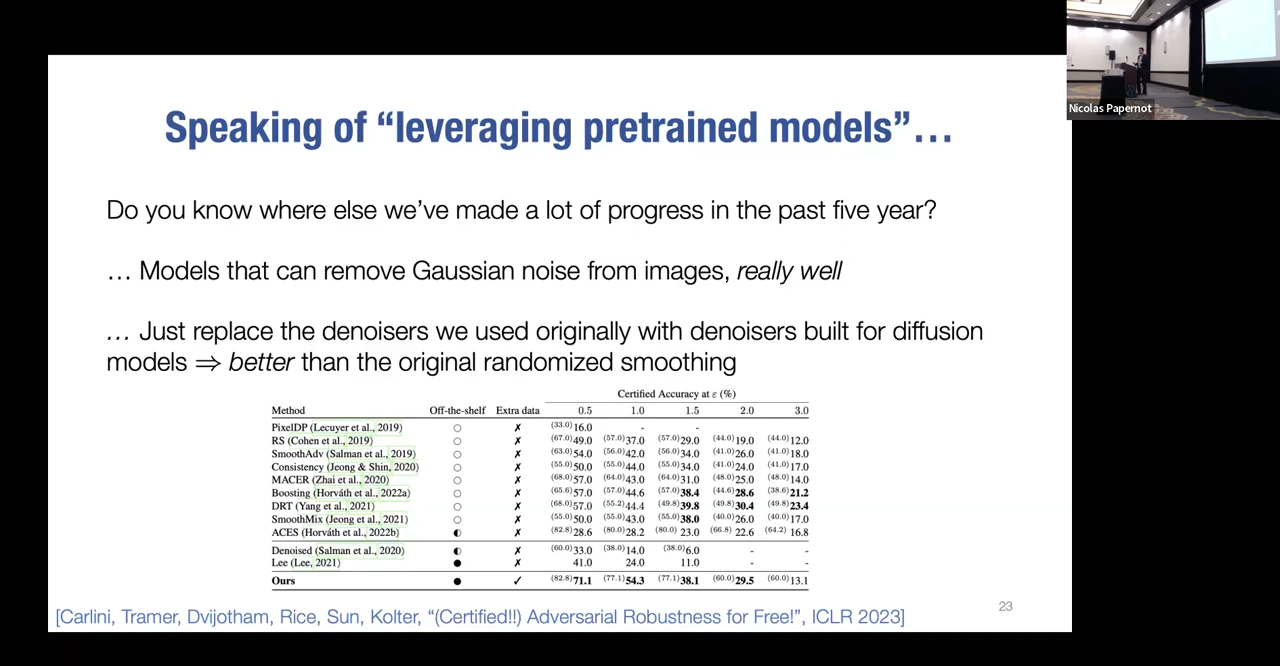 Nicolas Papernot
Speaking of “leveraging pretrained models”…
Do you know where else we’ve made a lot of progress in the past five year?
… Models that can remove Gaussian noise from images, really well
… Just replace the denoisers we used originally with denoisers built for diffusion
models ⇒ better than the original randomized smoothing
Certified Accuracy at ε (%)
Method Off-the-shelf Extra data 0.5 1.0 1.5 2.0 3.0
PixelDP (Lecuyer et al., 2019) ○ ✗ (33.0)16.0 - -
RS (Cohen et al., 2019) ○ ✗ (67.0)49.0 (57.0)37.0 (57.0)29.0 (44.0)19.0 (44.0)12.0
SmoothAdv (Salman et al., 2019) ○ ✗ (63.0)54.0 (56.0)42.0 (56.0)34.0 (41.0)26.0 (41.0)18.0
Consistency (Jeong & Shin, 2020) ○ ✗ (55.0)50.0 (55.0)44.0 (55.0)34.0 (41.0)24.0 (41.0)17.0
MACER (Zhai et al., 2020) ○ ✗ (68.0)57.0 (64.0)43.0 (64.0)31.0 (48.0)25.0 (48.0)14.0
Boosting (Horváth et al., 2022a) ○ ✗ (65.6)57.0 (57.0)44.6 (57.0)38.4 (44.6)28.6 (38.6)21.2
DRT (Yang et al., 2021) ○ ✗ (68.0)57.0 (55.2)44.4 (49.8)39.8 (49.8)30.4 (49.8)23.4
SmoothMix (Jeong et al., 2021) ○ ✗ (55.0)50.0 (55.0)43.0 (55.0)38.0 (40.0)26.0 (40.0)17.0
ACES (Horváth et al., 2022b) ◐ ✗ (82.8)28.6 (80.0)28.2 (80.0) 23.0 (66.8) 22.6 (64.2) 16.8
Denoised (Salman et al., 2020) ◐ ✗ (60.0)33.0 (38.0)14.0 (38.0)6.0 - -
Lee (Lee, 2021) ● ✗ 41.0 24.0 11.0 - -
Ours ● ✓ (82.8)71.1 (77.1)54.3 (77.1)38.1 (60.0)29.5 (60.0)13.1
[Carlini, Tramer, Dvijotham, Rice, Sun, Kolter, “(Certified!!) Adversarial Robustness for Free!”, ICLR 2023]
23